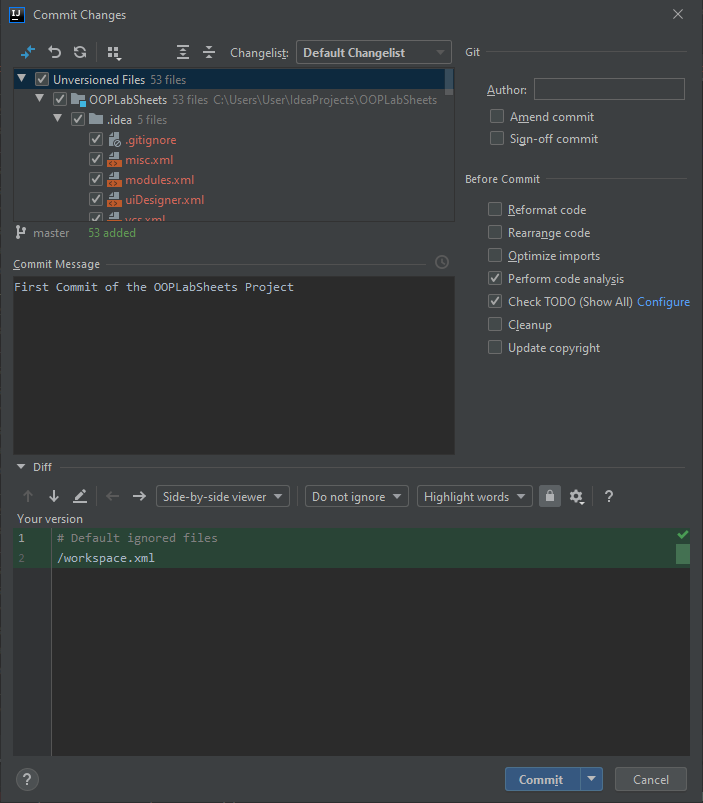 Commit Changes
Changelist: Default Changelist
Unversioned Files 53 files
OOPLabSheets 53 files C:\Users\User\IdeaProjects\OOPLabSheets
.idea 5 files
.gitignore
misc.xml
modules.xml
uiDesigner.xml
vcs.xml
master 53 added
Git
Author:
Amend commit
Sign-off commit
Before Commit
Reformat code
Rearrange code
Optimize imports
Perform code analysis
Check TODO (Show All) Configure
Cleanup
Update copyright
Commit Message
First Commit of the OOPLabSheets Project
Diff
Side-by-side viewer Do not ignore Highlight words ?
Your version
1 # Default ignored files
2 /workspace.xml
? Commit Cancel